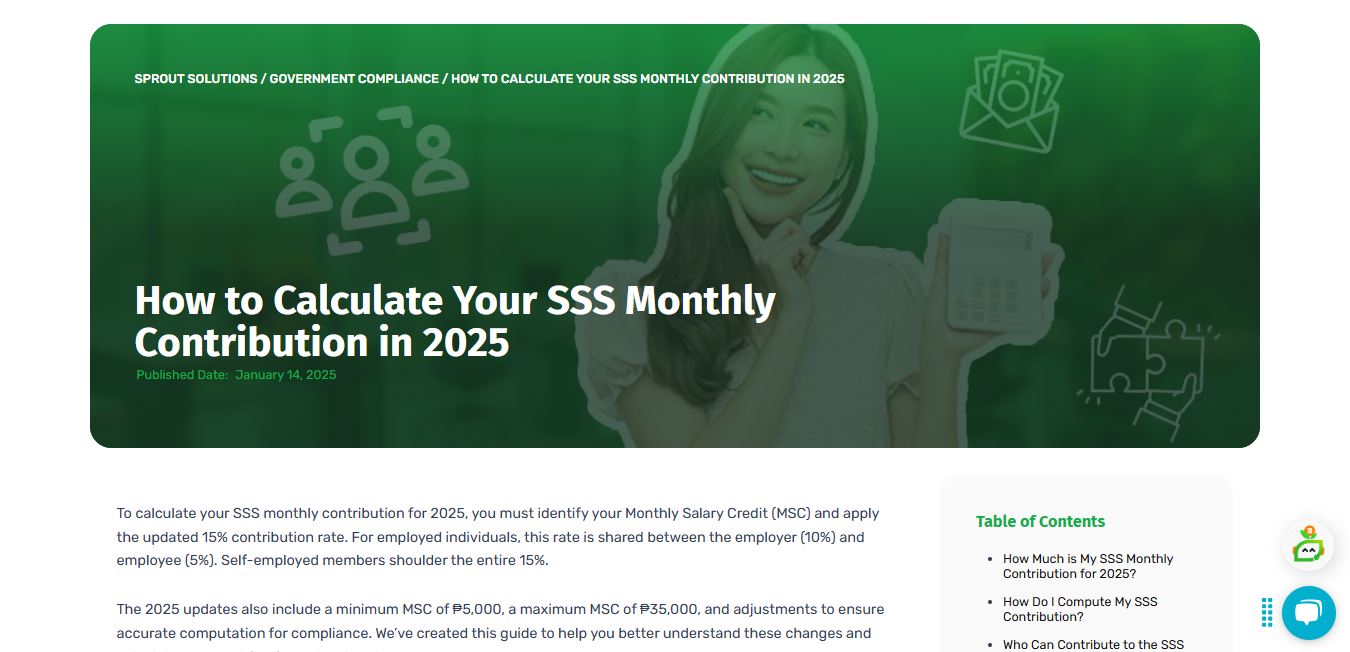 SPROUT SOLUTIONS / GOVERNMENT COMPLIANCE / HOW TO CALCULATE YOUR SSS MONTHLY CONTRIBUTION IN 2025
How to Calculate Your SSS Monthly
Contribution in 2025
Published Date: January 14, 2025
To calculate your SSS monthly contribution for 2025, you must identify your Monthly Salary Credit (MSC) and apply
the updated 15% contribution rate. For employed individuals, this rate is shared between the employer (10%) and
employee (5%). Self-employed members shoulder the entire 15%.
The 2025 updates also include a minimum MSC of ₱5,000, a maximum MSC of ₱35,000, and adjustments to ensure
accurate computation for compliance. We’ve created this guide to help you better understand these changes and
Table of Contents
• How Much is My SSS Monthly
Contribution for 2025?
• How Do I Compute My SSS
Contribution?
• Who Can Contribute to the SSS